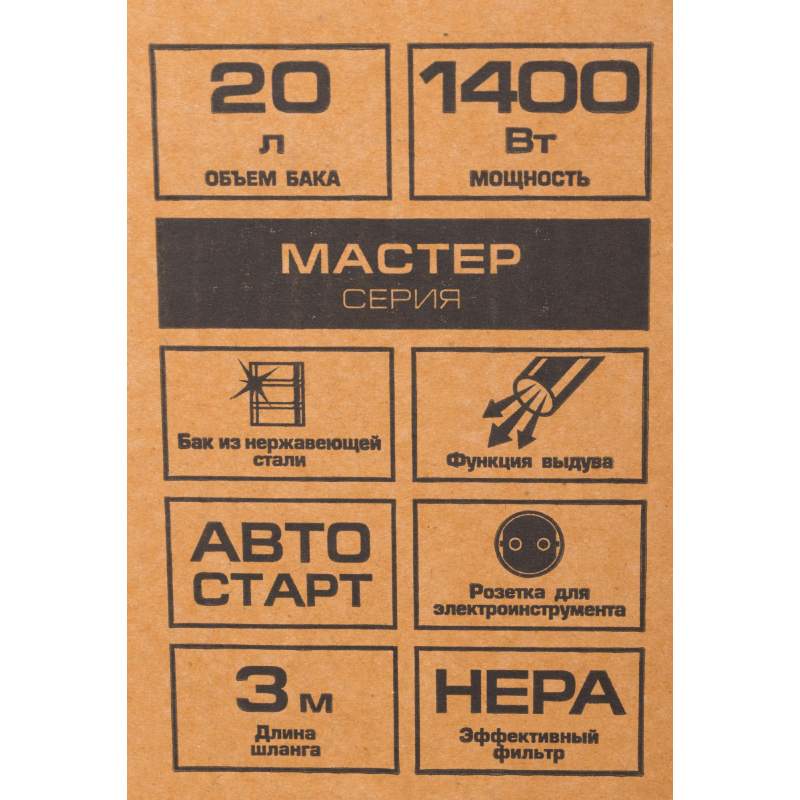 20
л
ОБЪЕМ БАКА
1400
Вт
МОЩНОСТЬ
МАСТЕР
СЕРИЯ
Бак из нержавеющей
стали
Функция выдува
АВТО
СТАРТ
Розетка для
электроинструмента
3 м
Длина
шланга
HEPA
Эффективный
фильтр